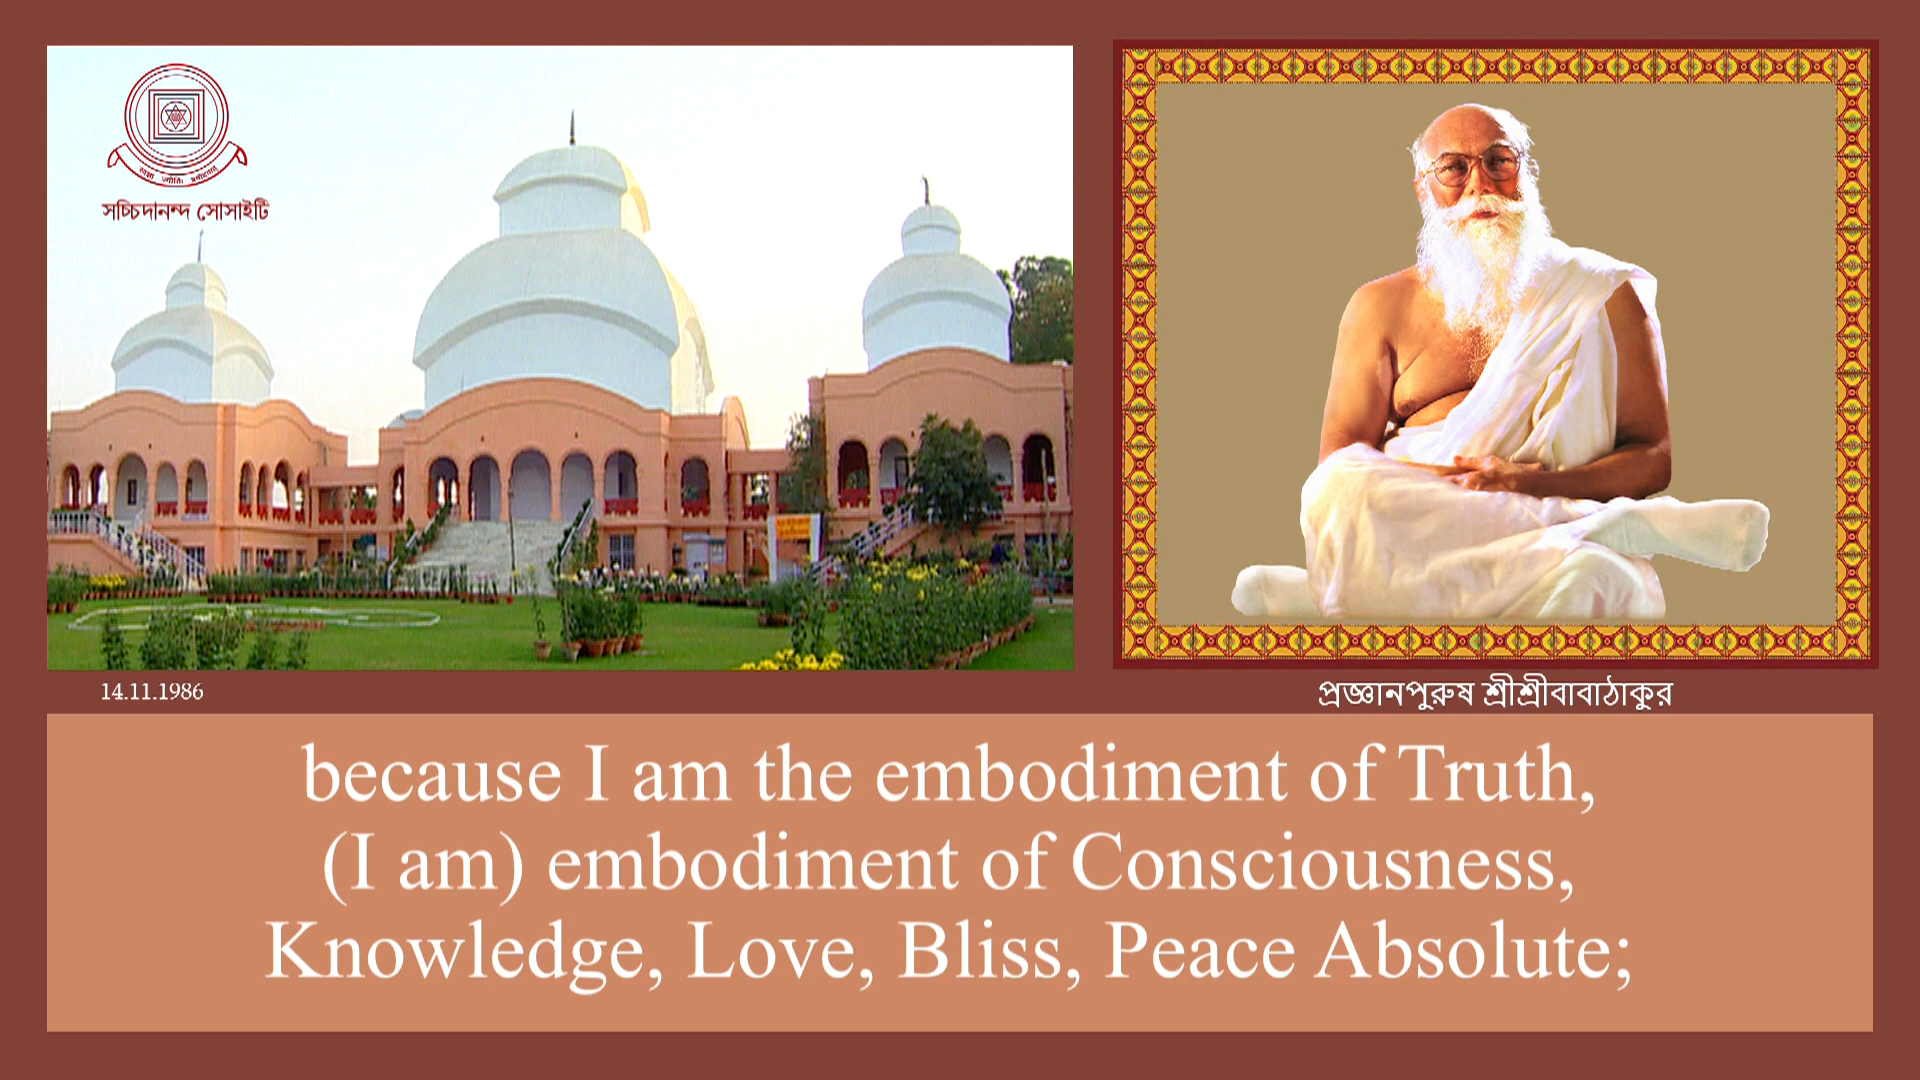 সচ্চিদানন্দ সোসাইটি
14.11.1986
প্রজ্ঞানপুরুষ শ্রীশ্রীবাবাঠাকুর
because I am the embodiment of Truth,
(I am) embodiment of Consciousness,
Knowledge, Love, Bliss, Peace Absolute;